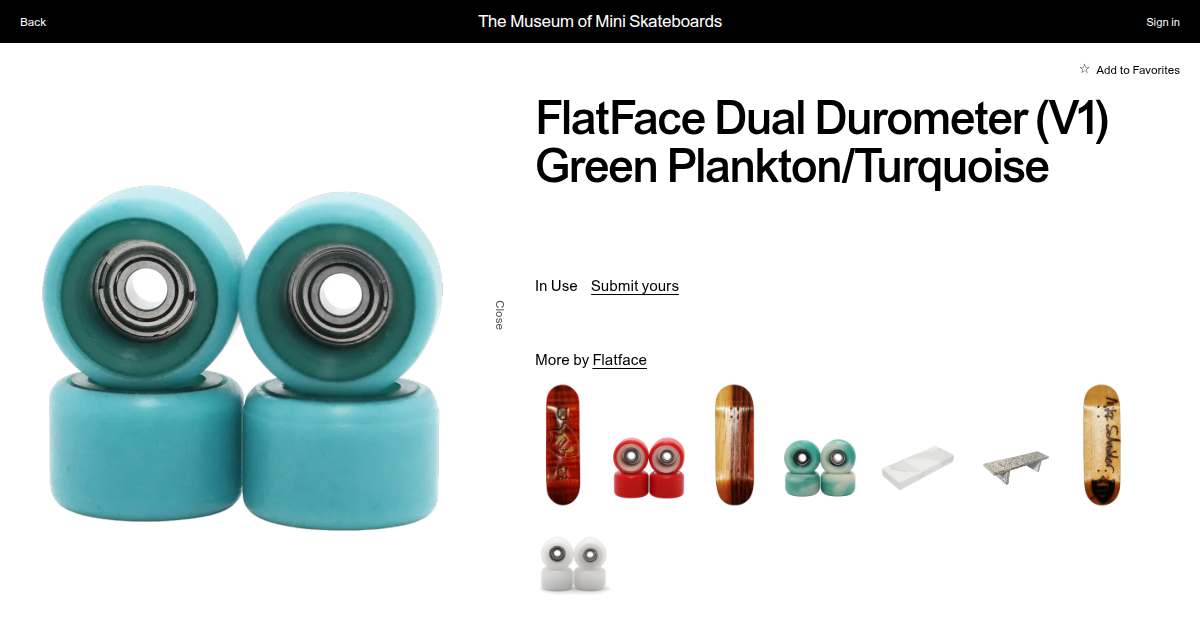 Back
The Museum of Mini Skateboards
Sign in
☆ Add to Favorites
FlatFace Dual Durometer (V1)
Green Plankton/Turquoise
In Use Submit yours
Close
More by Flatface